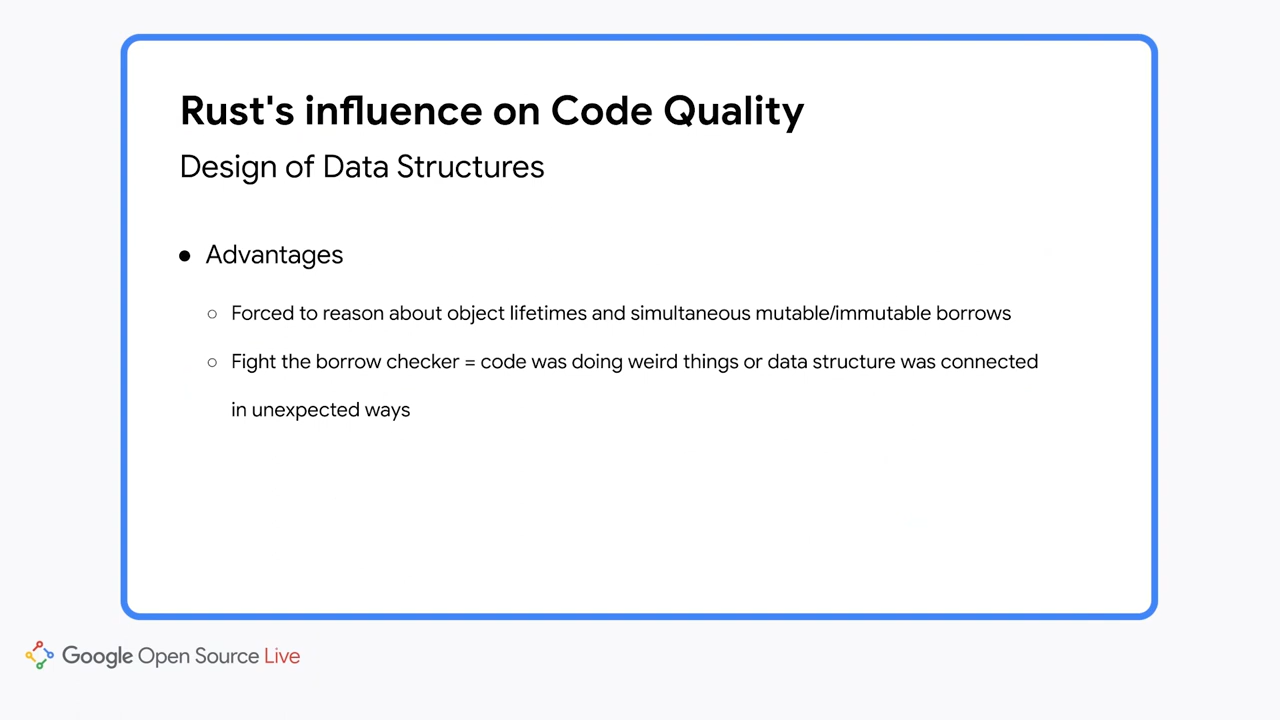 Rust's influence on Code Quality
Design of Data Structures
● Advantages
○ Forced to reason about object lifetimes and simultaneous mutable/immutable borrows
○ Fight the borrow checker = code was doing weird things or data structure was connected
in unexpected ways
Google Open Source Live